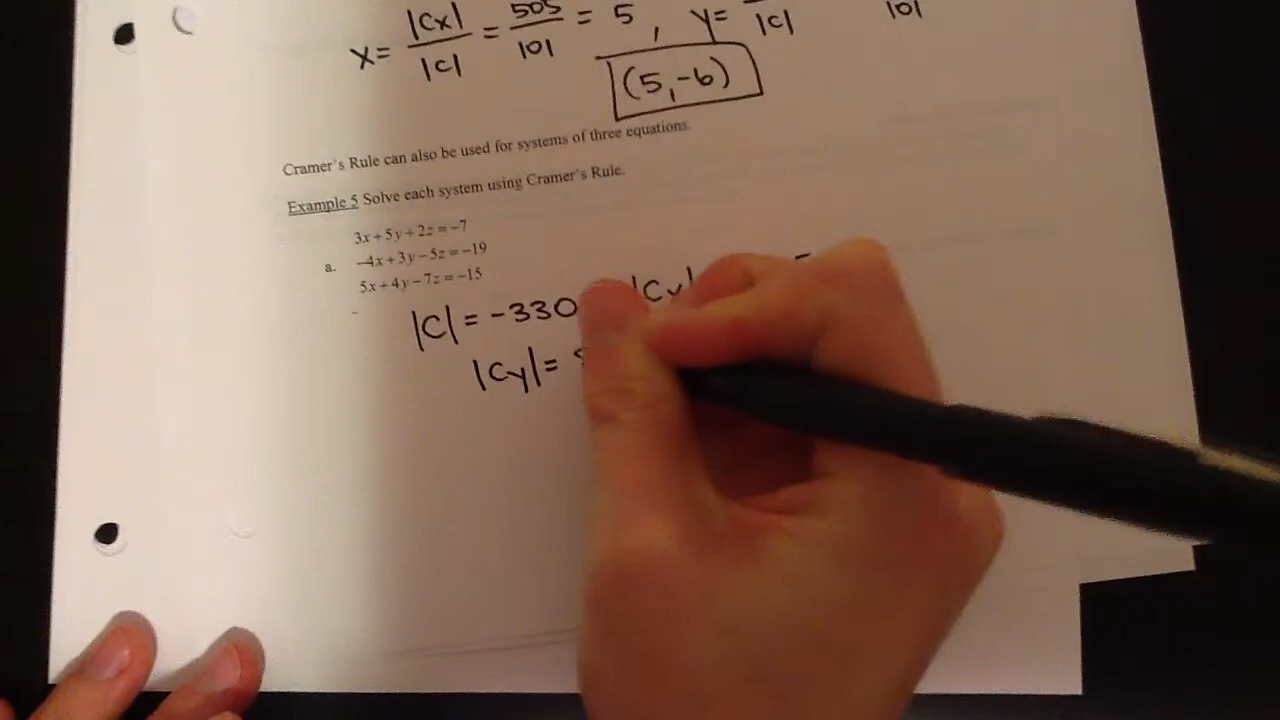 x= |Cx| / |C| = 505 / 101 = 5 , y= / |C| 101
(5,-6)
Cramer's Rule can also be used for systems of three equations.
Example 5 Solve each system using Cramer's Rule.
3x+5y+2z=-7
a. -4x+3y-5z=-19
5x+4y-7z=-15
|C|= -330 |Cx|
|Cy|=